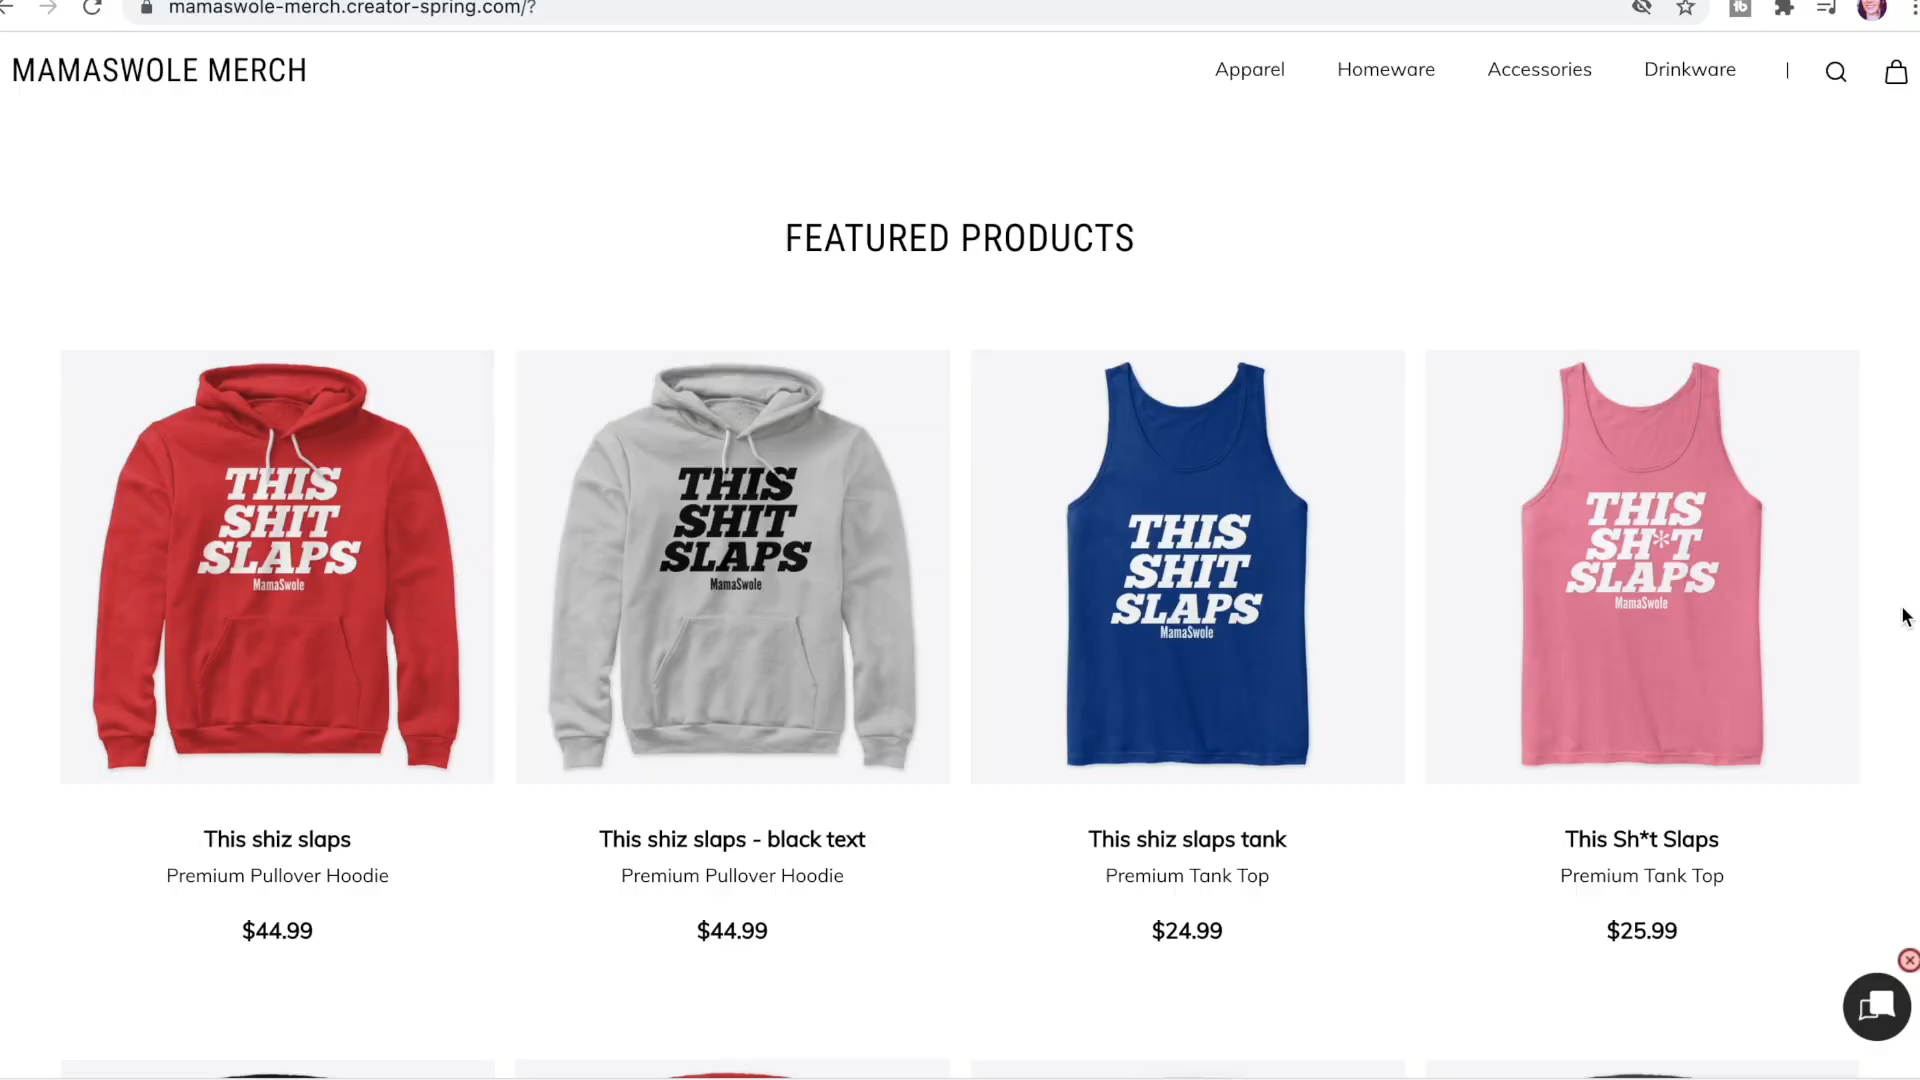 mamaswole-merch.creator-spring.com/?
MAMASWOLE MERCH
Apparel
Homeware
Accessories
Drinkware
FEATURED PRODUCTS
THIS
SHIT
SLAPS
MamaSwole
THIS
SHIT
SLAPS
MamaSwole
THIS
SHIT
SLAPS
MamaSwole
THIS
SH*T
SLAPS
MamaSwole
This shiz slaps
Premium Pullover Hoodie
$44.99
This shiz slaps - black text
Premium Pullover Hoodie
$44.99
This shiz slaps tank
Premium Tank Top
$24.99
This Sh*t Slaps
Premium Tank Top
$25.99